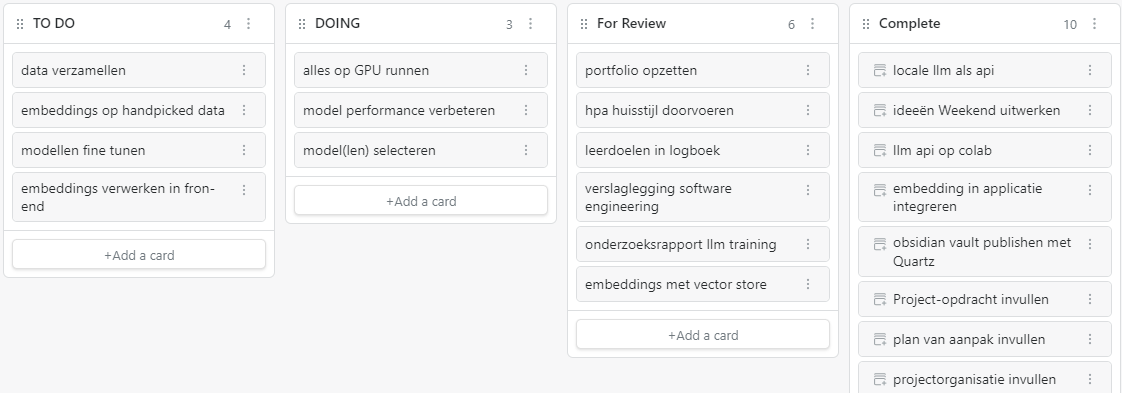 TO DO 4
data verzamellen
embeddings op handpicked data
modellen fine tunen
embeddings verwerken in fron-
end
+Add a card
DOING 3
alles op GPU runnen
model performance verbeteren
model(len) selecteren
+Add a card
For Review 6
portfolio opzetten
hpa huisstijl doorvoeren
leerdoelen in logboek
verslaglegging software
engineering
onderzoeksrapport llm training
embeddings met vector store
+Add a card
Complete 10
locale llm als api
ideeën Weekend uitwerken
llm api op colab
embedding in applicatie
integreren
obsidian vault publishen met
Quartz
Project-opdracht invullen
plan van aanpak invullen
projectorganisatie invullen